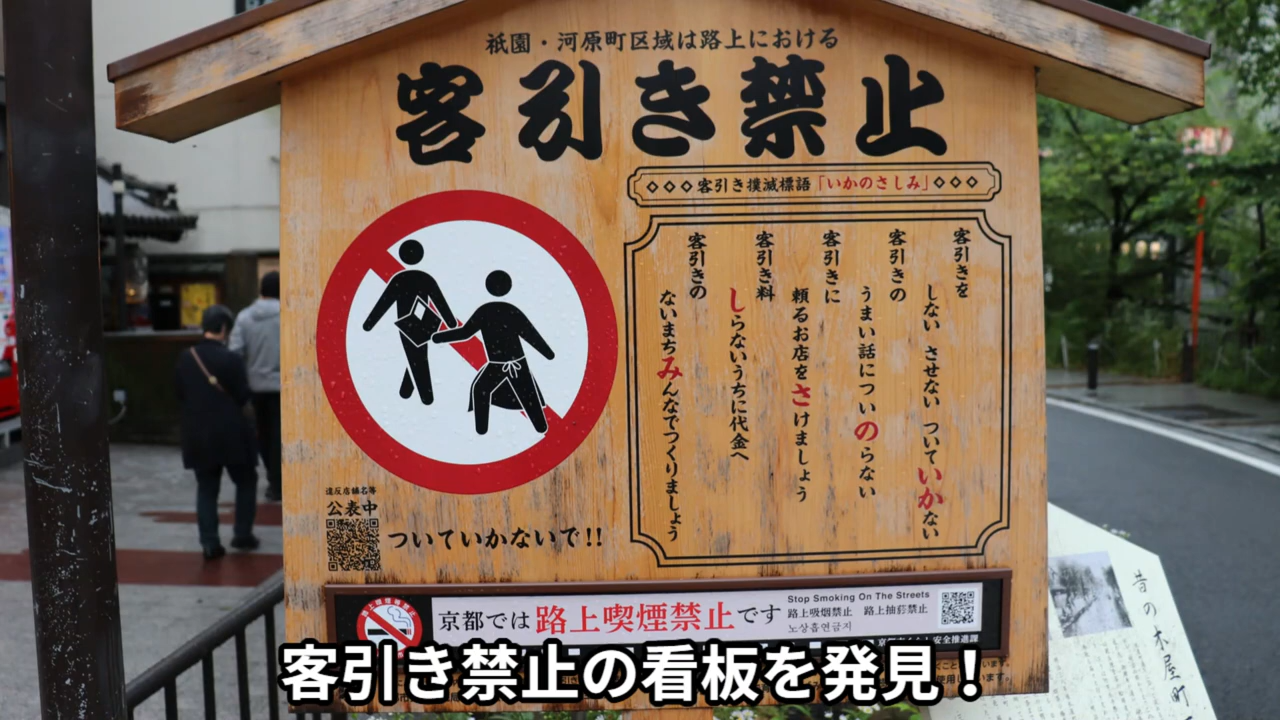 祇園・河原町区域は路上における
客引き禁止
客引き撲滅標語「いかのさしみ」
客引きを
しない させない ついていかない
客引きの
うまい話についのらない
客引きに
頼るお店をさけましょう
客引き料
しらないうちに代金へ
客引きの
ないまちみんなでつくりましょう
違反店舗名等
公表中
ついていかないで!!
京都では路上喫煙禁止です
Stop Smoking On The Streets
路上吸烟禁止 路上抽菸禁止
노상흡연금지
安全推進課
客引き禁止の看板を発見！
昔の木屋町